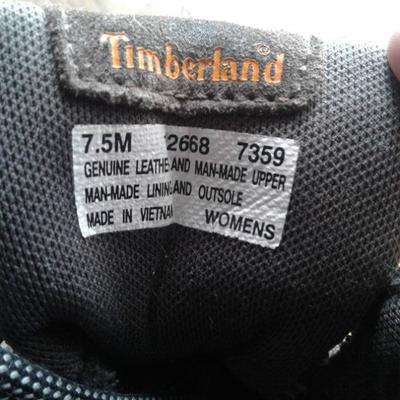 Timberland®
7.5M 2668 7359
GENUINE LEATHE AND MAN-MADE UPPER
MAN-MADE LINING AND OUTSOLE
MADE IN VIETNAM WOMENS